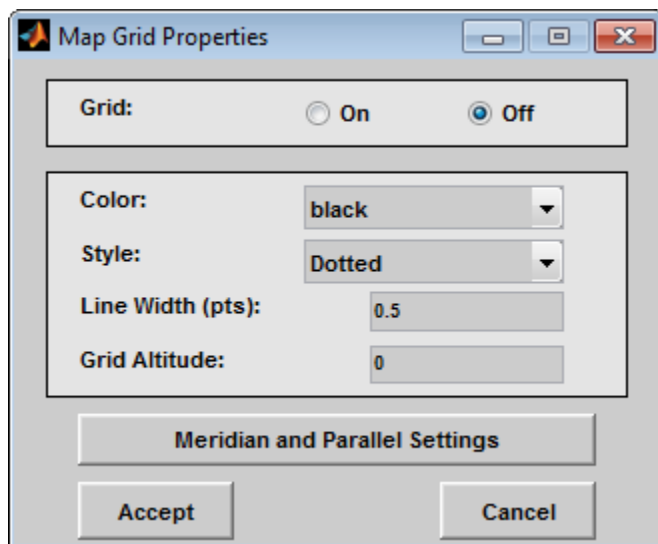 Map Grid Properties
Grid: On Off
Color: black
Style: Dotted
Line Width (pts): 0.5
Grid Altitude: 0
Meridian and Parallel Settings
Accept Cancel